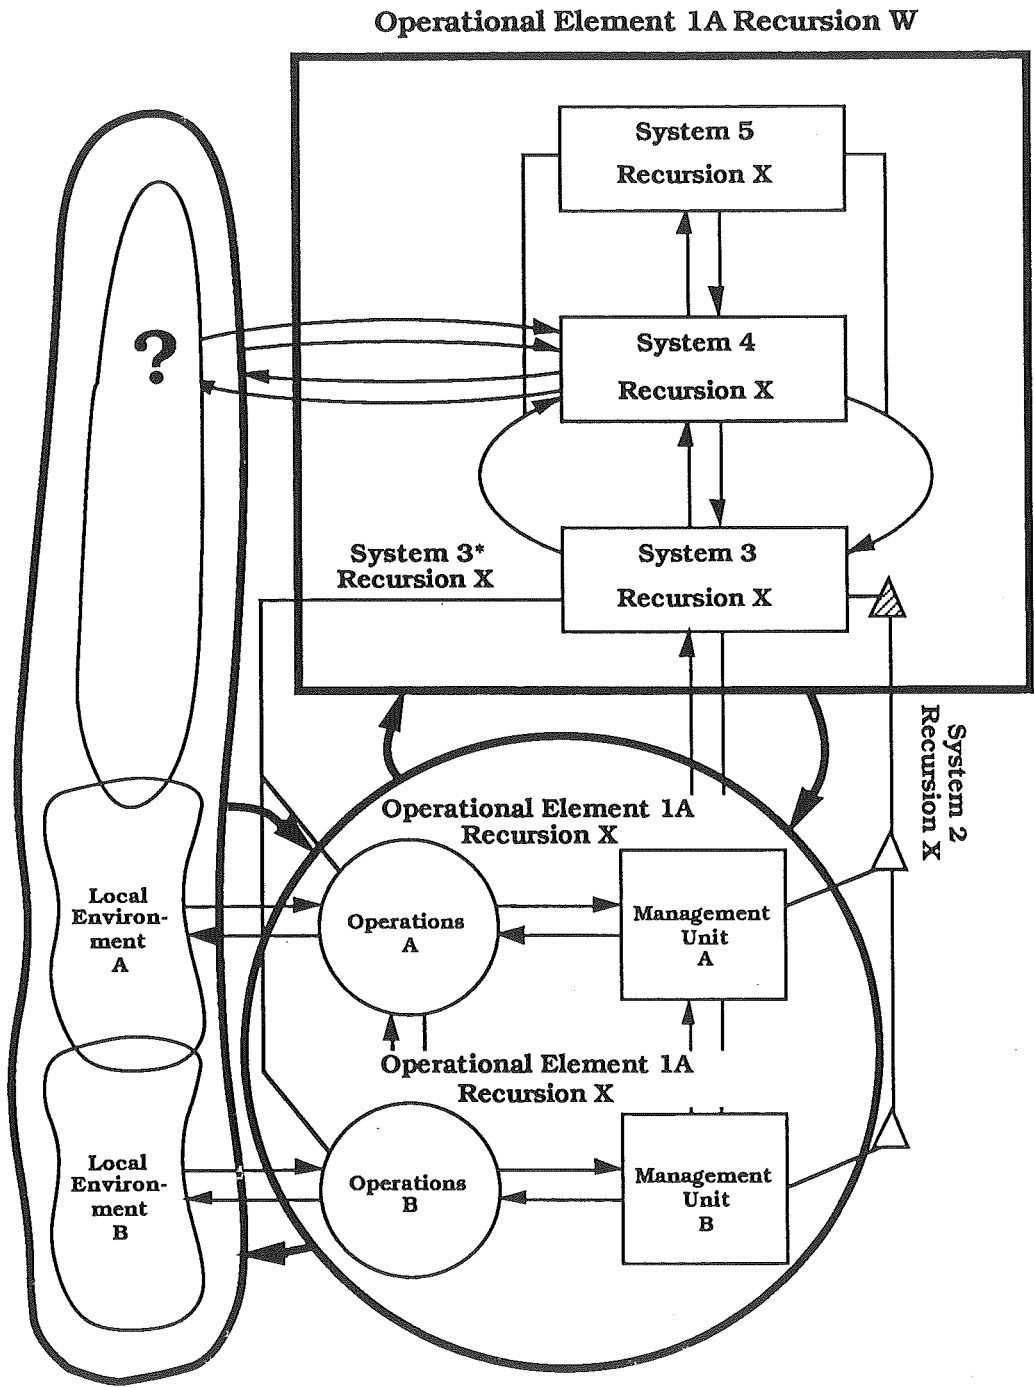 Operational Element 1A Recursion W
System 5
Recursion X
?
System 4
Recursion X
System 3*
Recursion X
System 3
Recursion X
System 2
Recursion X
Operational Element 1A
Recursion X
Local
Environ-
ment
A
Operations
A
Management
Unit
A
Operational Element 1A
Recursion X
Local
Environ-
ment
B
Operations
B
Management
Unit
B